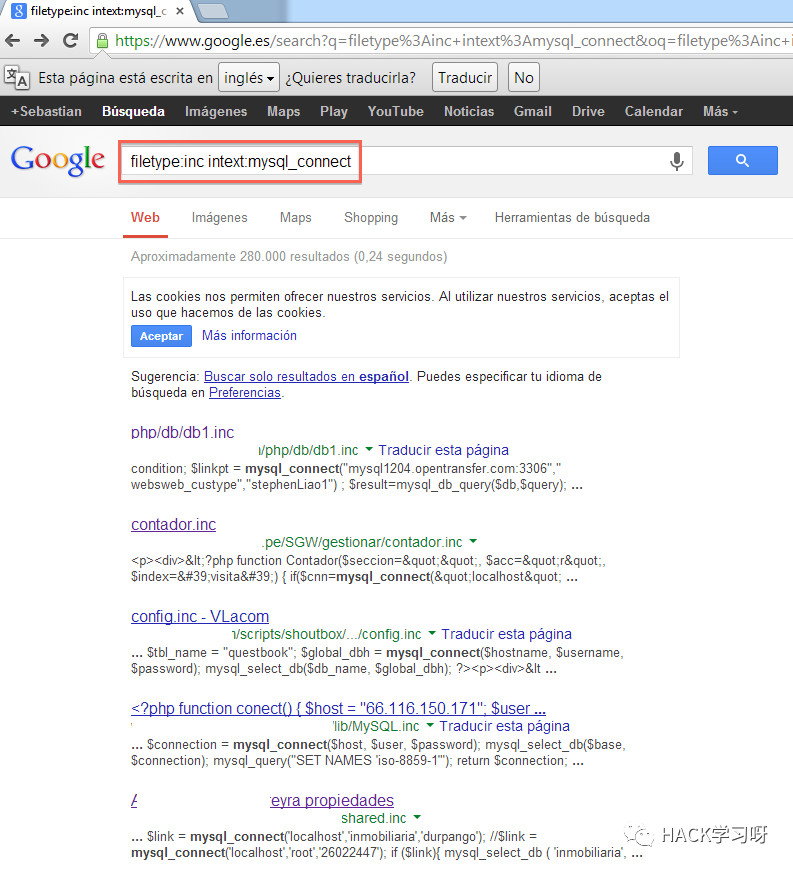 filetype:inc intext:mysql_c
https://www.google.es/search?q=filetype%3Ainc+intext%3Amysql_connect&oq=filetype%3Ainc+i
Esta página está escrita en inglés ¿Quieres traducirla? Traducir No
+Sebastian Búsqueda Imágenes Maps Play YouTube Noticias Gmail Drive Calendar Más
Google filetype:inc intext:mysql_connect
Web Imágenes Maps Shopping Más Herramientas de búsqueda
Aproximadamente 280.000 resultados (0,24 segundos)
Las cookies nos permiten ofrecer nuestros servicios. Al utilizar nuestros servicios, aceptas el
uso que hacemos de las cookies.
Aceptar Más información
Sugerencia: Buscar solo resultados en español. Puedes especificar tu idioma de
búsqueda en Preferencias.
php/db/db1.inc
/php/db/db1.inc Traducir esta página
condition; $linkpt = mysql_connect("mysql1204.opentransfer.com:3306","
websweb_custype","stephenLiao1") ; $result=mysql_db_query($db,$query); ...
contador.inc
.pe/SGW/gestionar/contador.inc
<p><div>&lt;?php function Contador($seccion=&quot;&quot;, $acc=&quot;r&quot;,
$index=&#39;visita&#39;) { if($cnn=mysql_connect(&quot;localhost&quot; ...
config.inc - VLacom
/scripts/shoutbox/.../config.inc Traducir esta página
... $tbl_name = "questbook"; $global_dbh = mysql_connect($hostname, $username,
$password); mysql_select_db($db_name, $global_dbh); ?><p><div>&lt ...
<?php function conect() { $host = "66.116.150.171"; $user ...
/lib/MySQL.inc Traducir esta página
... $connection = mysql_connect($host, $user, $password); mysql_select_db($base,
$connection); mysql_query("SET NAMES 'iso-8859-1'"); return $connection; ...
eyra propiedades
shared.inc
... $link = mysql_connect('localhost','inmobiliaria','durpango'); //$link =
mysql_connect('localhost','root','26022447'); if ($link){ mysql_select_db ( 'inmobiliaria', ...
HACK学习呀